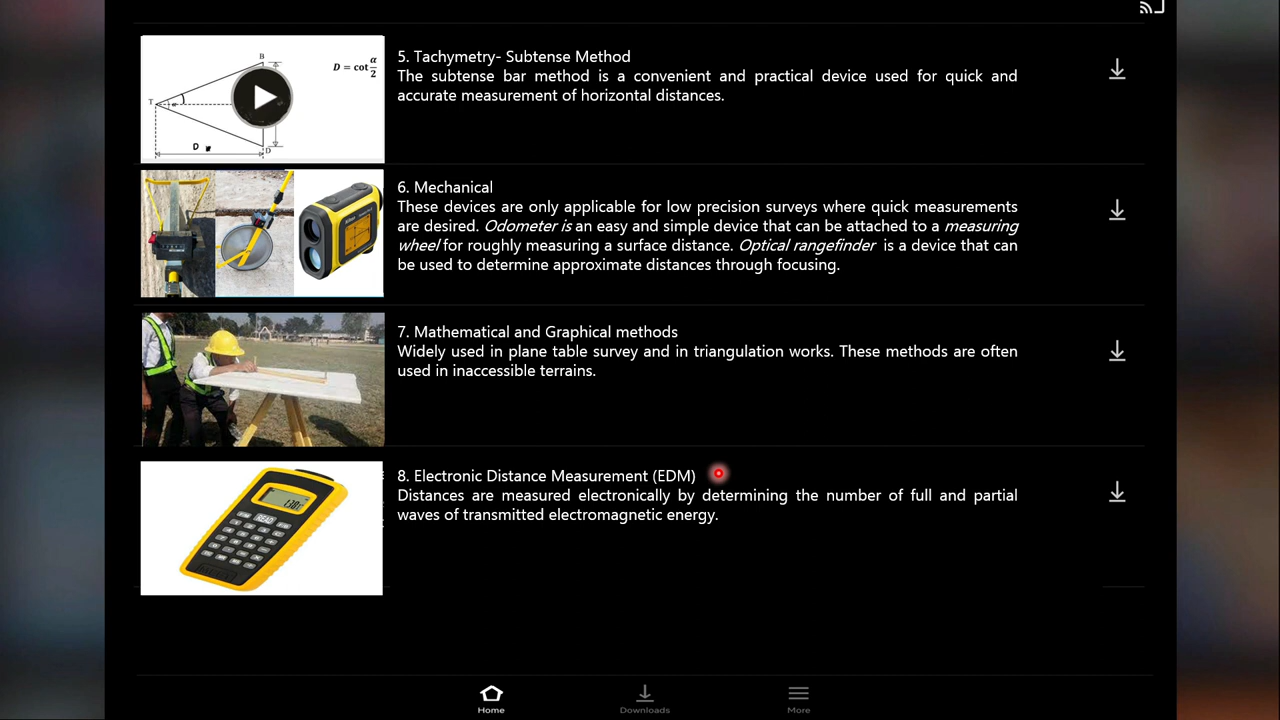 B
D = cot α/2
T
α
D
D
5. Tachymetry- Subtense Method
The subtense bar method is a convenient and practical device used for quick and
accurate measurement of horizontal distances.
6. Mechanical
These devices are only applicable for low precision surveys where quick measurements
are desired. Odometer is an easy and simple device that can be attached to a measuring
wheel for roughly measuring a surface distance. Optical rangefinder is a device that can
be used to determine approximate distances through focusing.
7. Mathematical and Graphical methods
Widely used in plane table survey and in triangulation works. These methods are often
used in inaccessible terrains.
READ
8. Electronic Distance Measurement (EDM)
Distances are measured electronically by determining the number of full and partial
waves of transmitted electromagnetic energy.
Home
Downloads
More